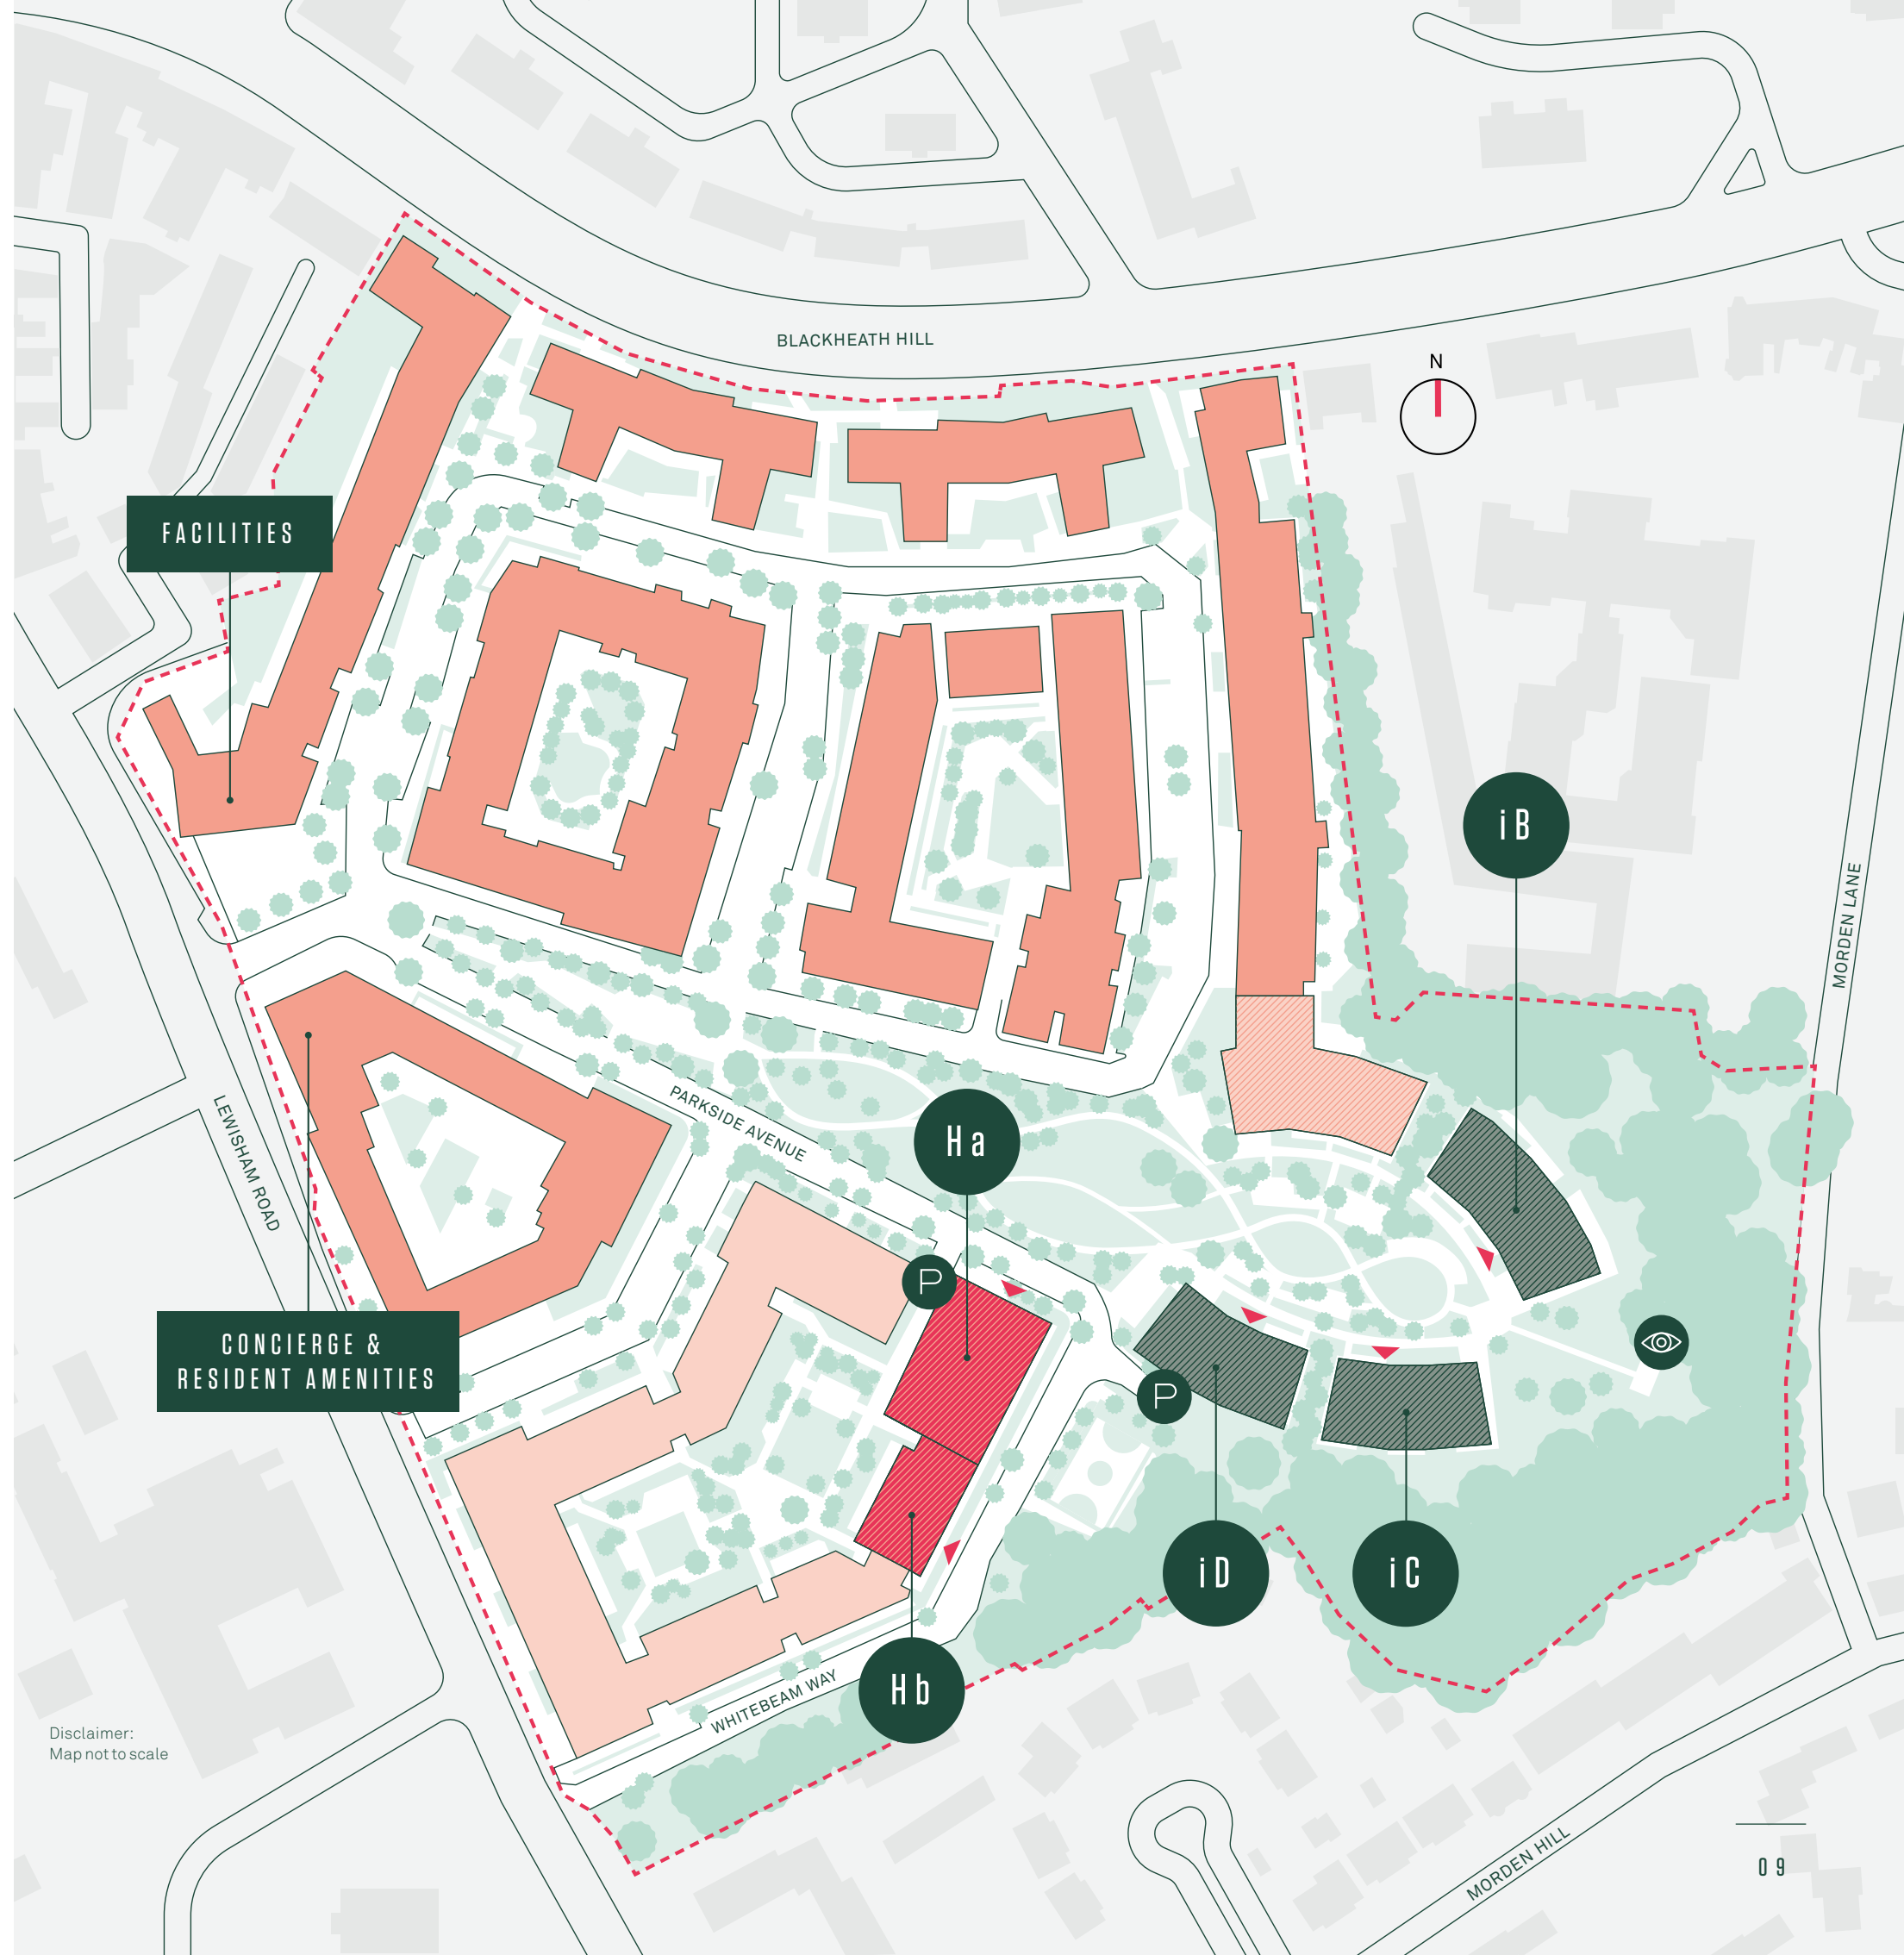 BLACKHEATH HILL
N
FACILITIES
iB
MORDEN LANE
PARKSIDE AVENUE
Ha
LEWISHAM ROAD
P
CONCIERGE &
RESIDENT AMENITIES
P
iD
iC
Hb
WHITEBEAM WAY
Disclaimer:
Map not to scale
MORDEN HILL
09